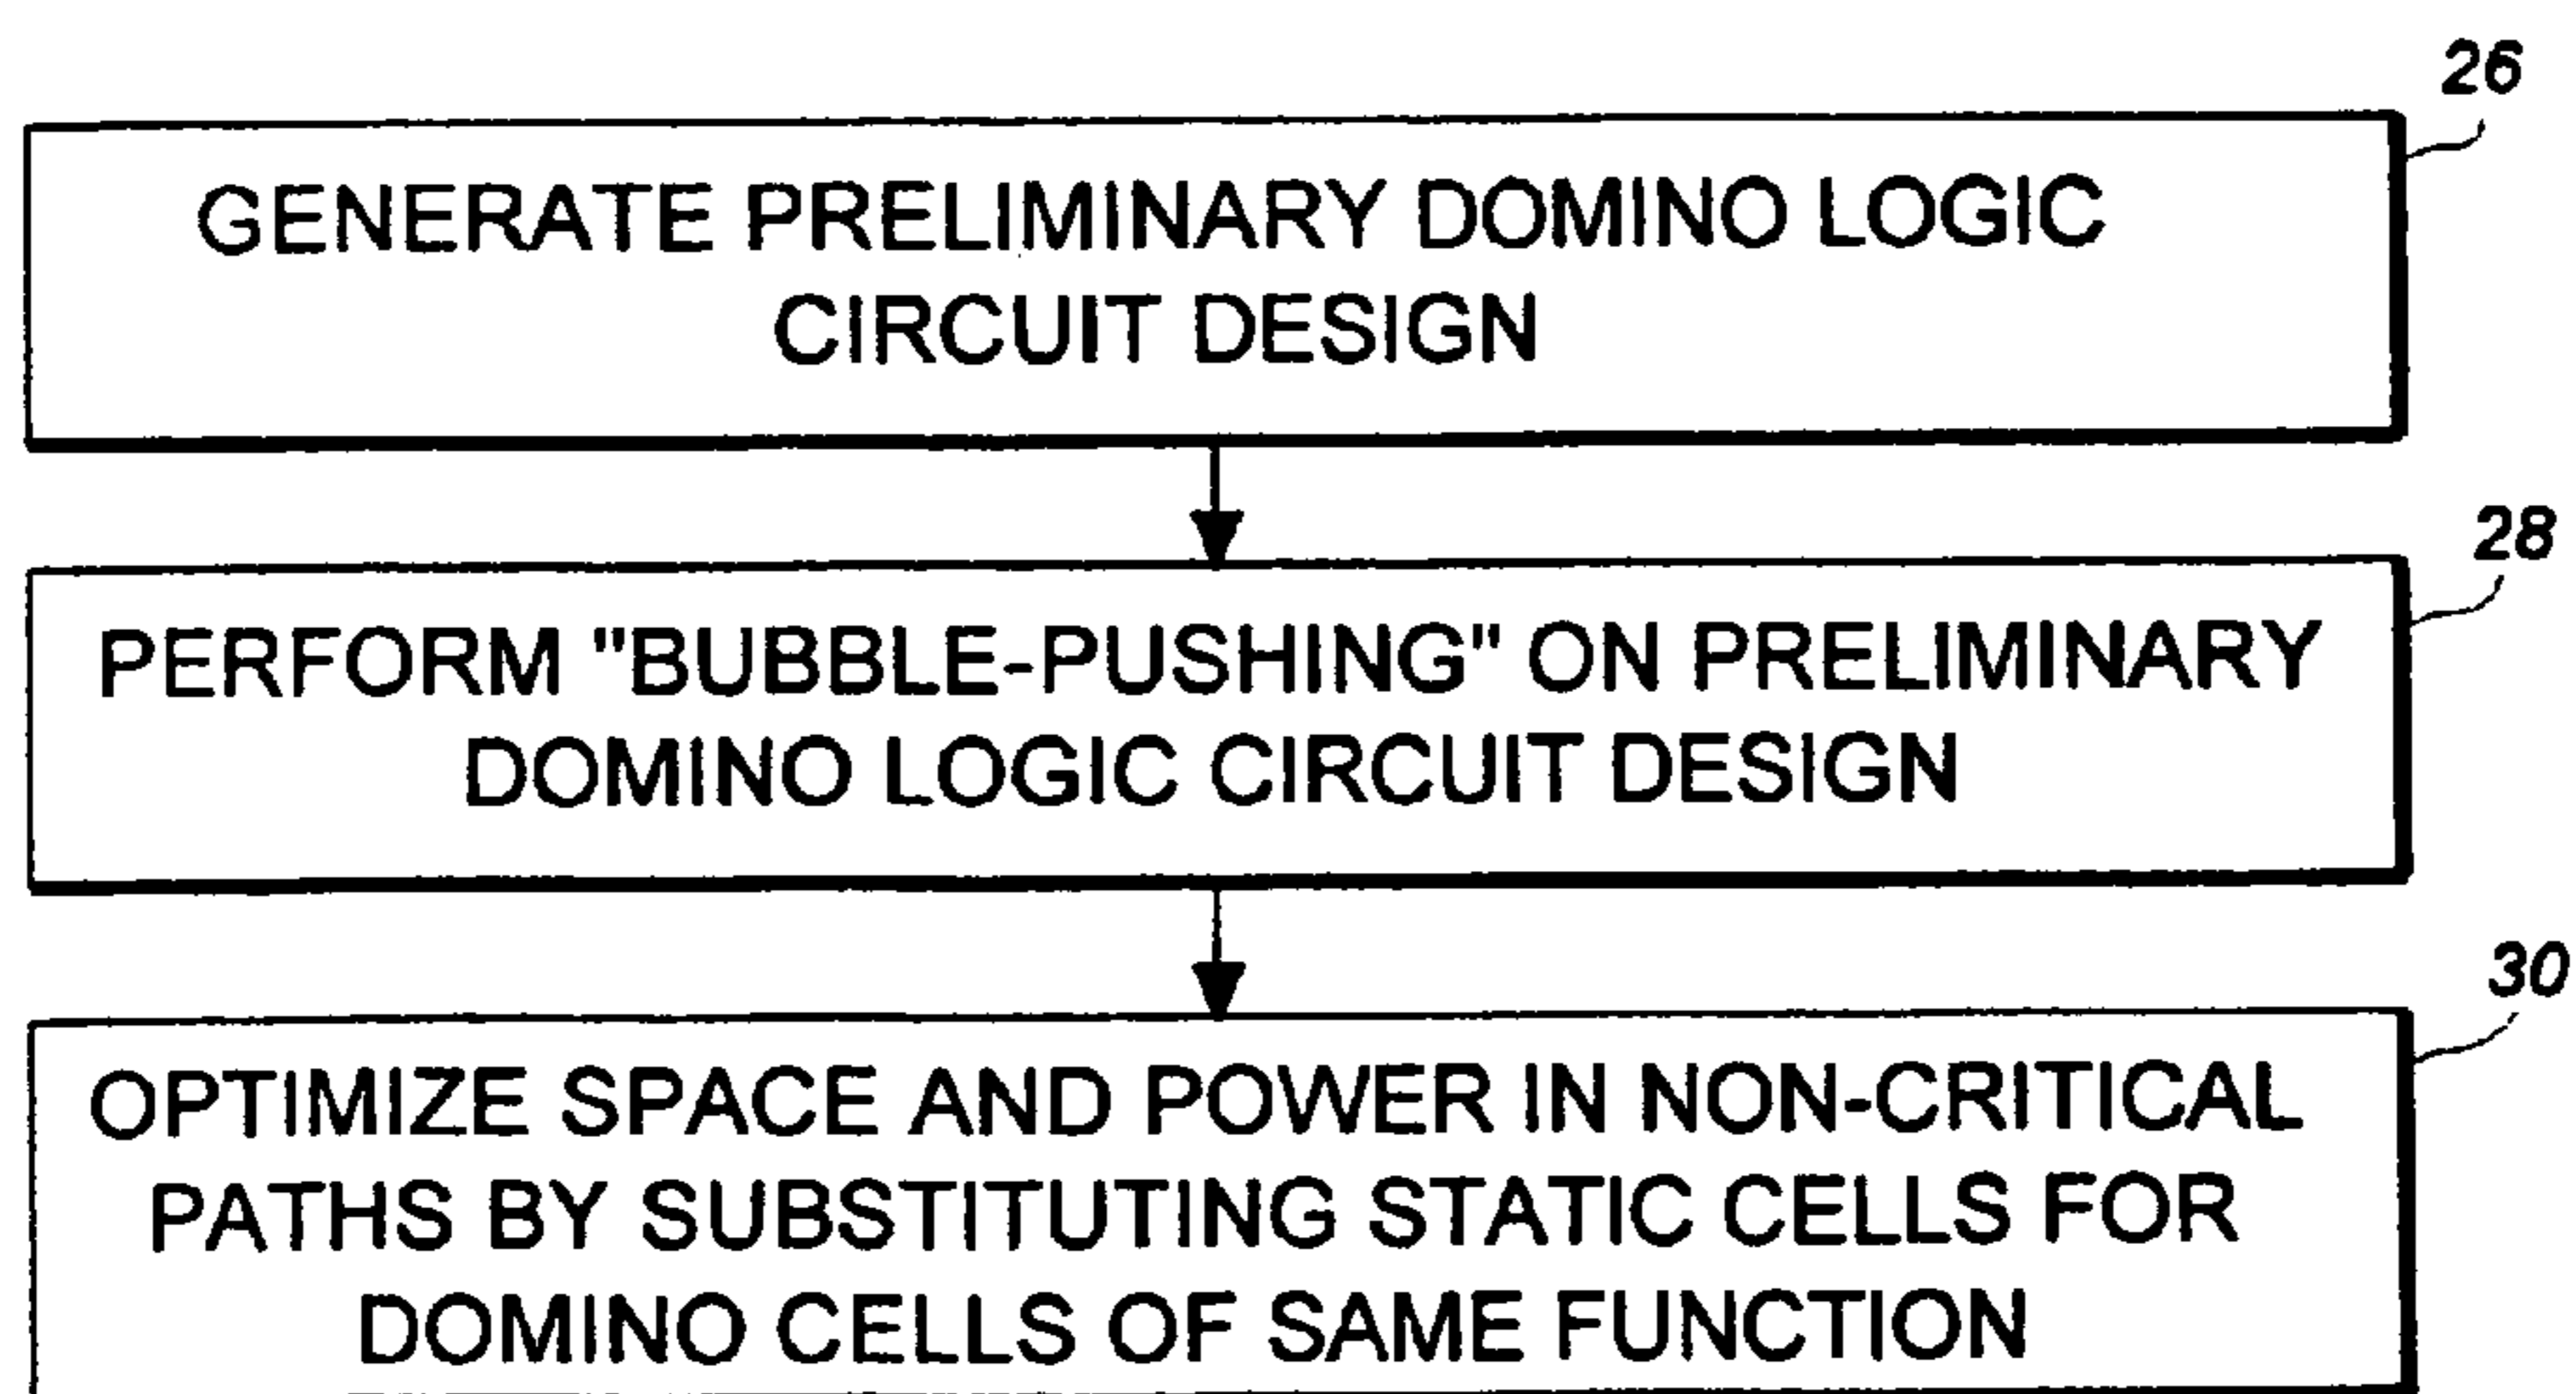 26
GENERATE PRELIMINARY DOMINO LOGIC
CIRCUIT DESIGN
28
PERFORM "BUBBLE-PUSHING" ON PRELIMINARY
DOMINO LOGIC CIRCUIT DESIGN
30
OPTIMIZE SPACE AND POWER IN NON-CRITICAL
PATHS BY SUBSTITUTING STATIC CELLS FOR
DOMINO CELLS OF SAME FUNCTION